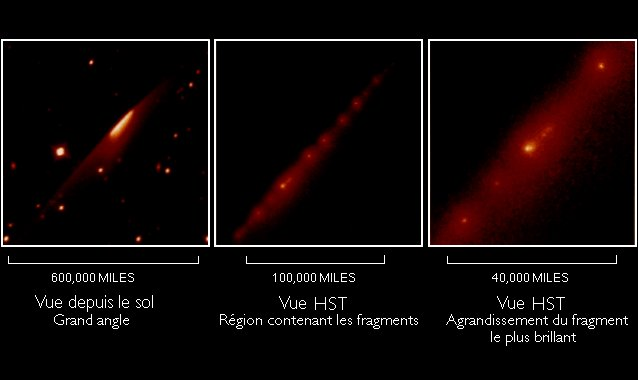 600,000 MILES
Vue depuis le sol
Grand angle
100,000 MILES
Vue HST
Région contenant les fragments
40,000 MILES
Vue HST
Agrandissement du fragment
le plus brillant